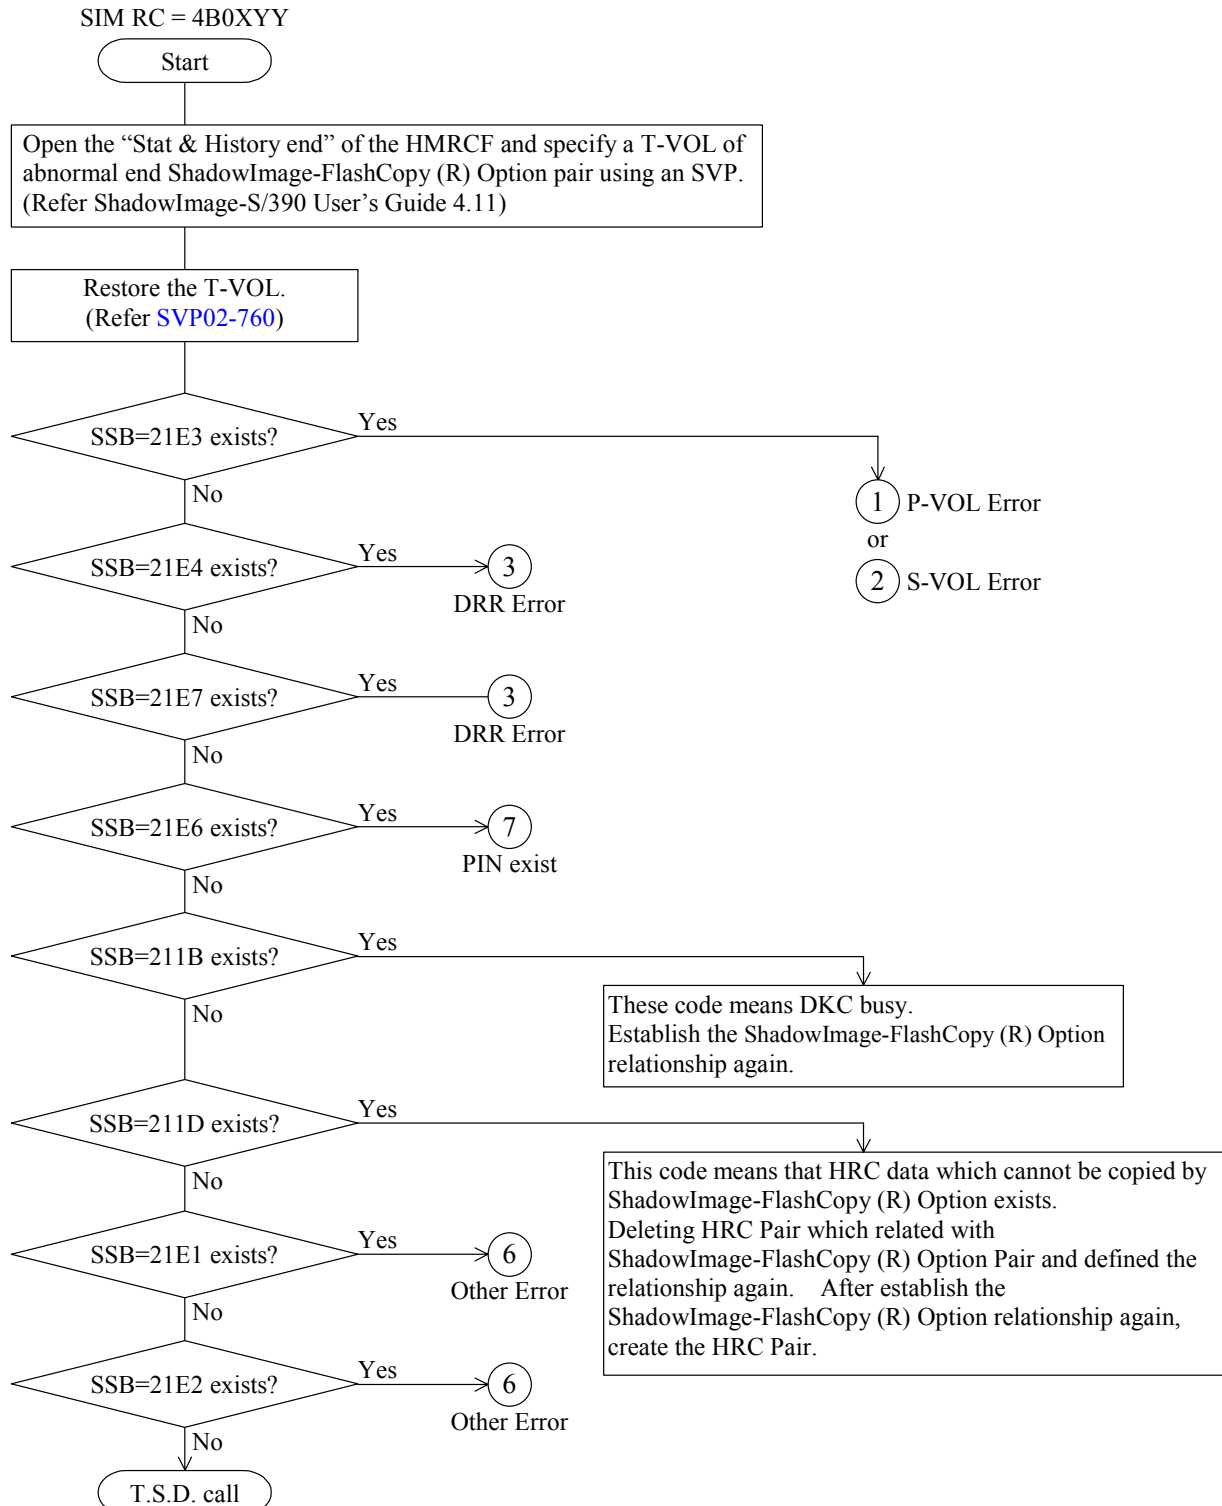 SIM RC = 4B0XYY
Start
Open the “Stat & History end” of the HMRCF and specify a T-VOL of
abnormal end ShadowImage-FlashCopy (R) Option pair using an SVP.
(Refer ShadowImage-S/390 User’s Guide 4.11)
Restore the T-VOL.
(Refer SVP02-760)
SSB=21E3 exists?
Yes
No
1 P-VOL Error
or
2 S-VOL Error
SSB=21E4 exists?
Yes
3
DRR Error
No
SSB=21E7 exists?
Yes
3
DRR Error
No
SSB=21E6 exists?
Yes
7
PIN exist
No
SSB=211B exists?
Yes
No
These code means DKC busy.
Establish the ShadowImage-FlashCopy (R) Option
relationship again.
SSB=211D exists?
Yes
No
This code means that HRC data which cannot be copied by
ShadowImage-FlashCopy (R) Option exists.
Deleting HRC Pair which related with
ShadowImage-FlashCopy (R) Option Pair and defined the
relationship again. After establish the
ShadowImage-FlashCopy (R) Option relationship again,
create the HRC Pair.
SSB=21E1 exists?
Yes
6
Other Error
No
SSB=21E2 exists?
Yes
6
Other Error
No
T.S.D. call